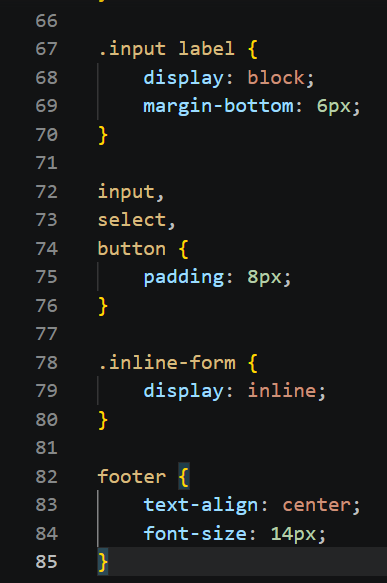 66
67 .input label {
68     display: block;
69     margin-bottom: 6px;
70 }
71
72 input,
73 select,
74 button {
75     padding: 8px;
76 }
77
78 .inline-form {
79     display: inline;
80 }
81
82 footer {
83     text-align: center;
84     font-size: 14px;
85 }